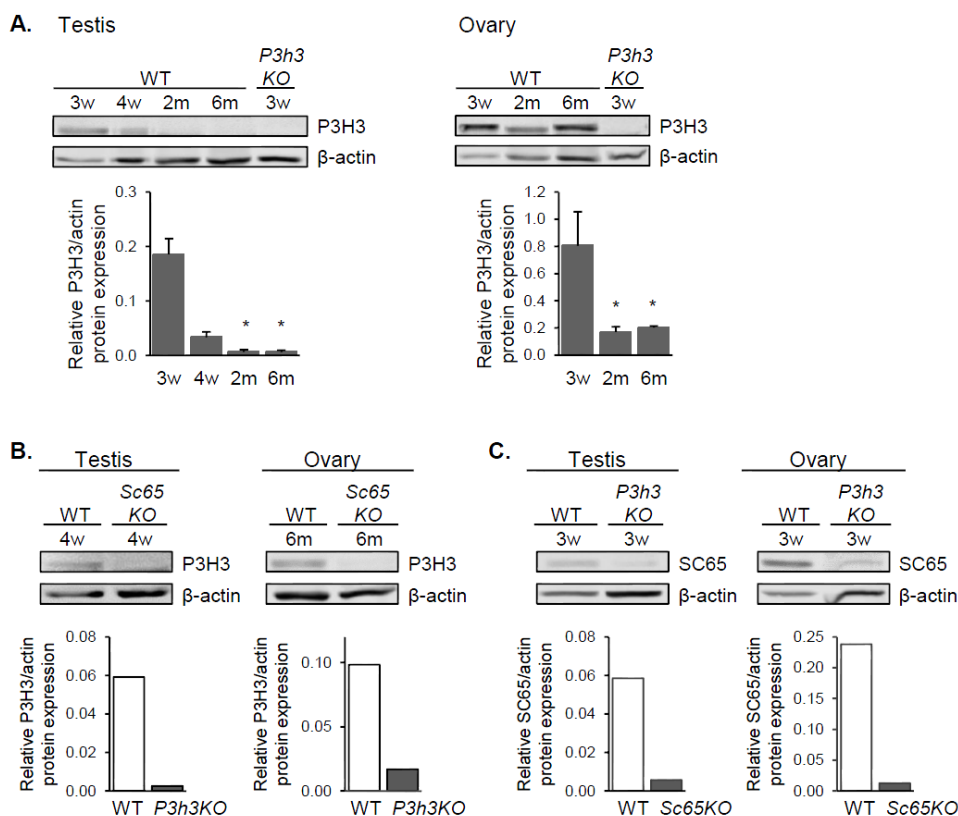 A. Testis
WT P3h3 KO
3w 4w 2m 6m 3w
P3H3
β-actin
Relative P3H3/actin
protein expression
0.3
0.2
0.1
0.0
3w 4w 2m 6m
* *
Ovary
WT P3h3 KO
3w 2m 6m 3w
P3H3
β-actin
Relative P3H3/actin
protein expression
1.2
1.0
0.8
0.6
0.4
0.2
0.0
* *
3w 2m 6m
B. Testis
WT Sc65 KO
4w 4w
P3H3
β-actin
Relative P3H3/actin
protein expression
0.08
0.06
0.04
0.02
0.00
WT P3h3KO
Ovary
WT Sc65 KO
6m 6m
P3H3
β-actin
Relative P3H3/actin
protein expression
0.10
0.05
0.00
WT P3h3KO
C. Testis
WT P3h3 KO
3w 3w
SC65
β-actin
Relative SC65/actin
protein expression
0.08
0.06
0.04
0.02
0.00
WT Sc65KO
Ovary
WT P3h3 KO
3w 3w
SC65
β-actin
Relative SC65/actin
protein expression
0.25
0.20
0.15
0.10
0.05
0.00
WT Sc65KO